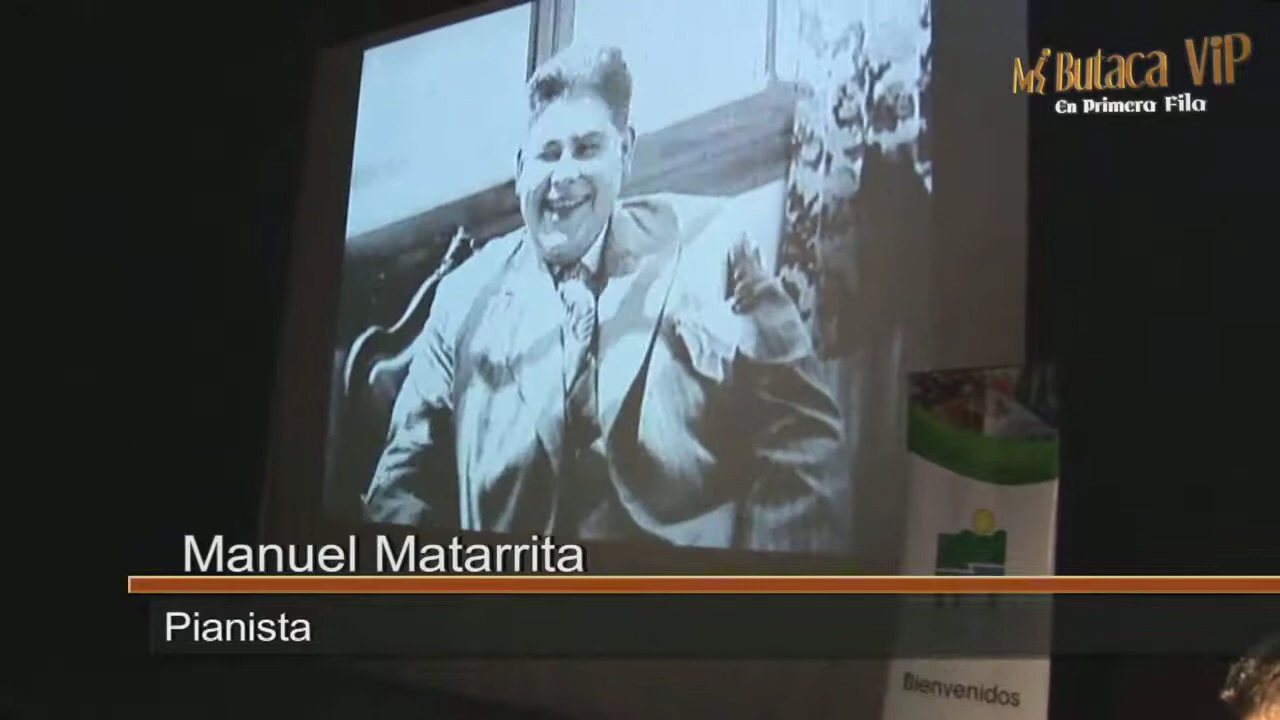 Mi Butaca ViP
En Primera Fila
Manuel Matarrita
Pianista
Bienvenidos